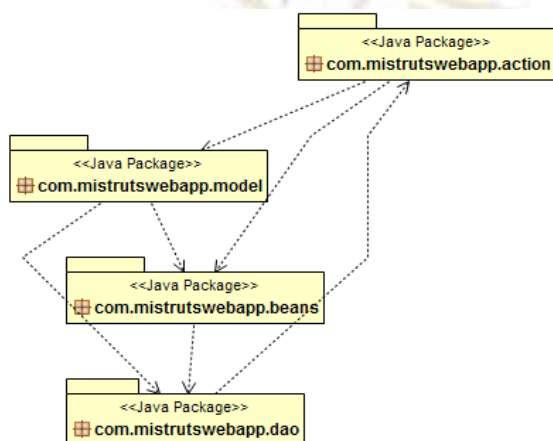 <<Java Package>>
com.mistrutswebapp.action
<<Java Package>>
com.mistrutswebapp.model
<<Java Package>>
com.mistrutswebapp.beans
<<Java Package>>
com.mistrutswebapp.dao